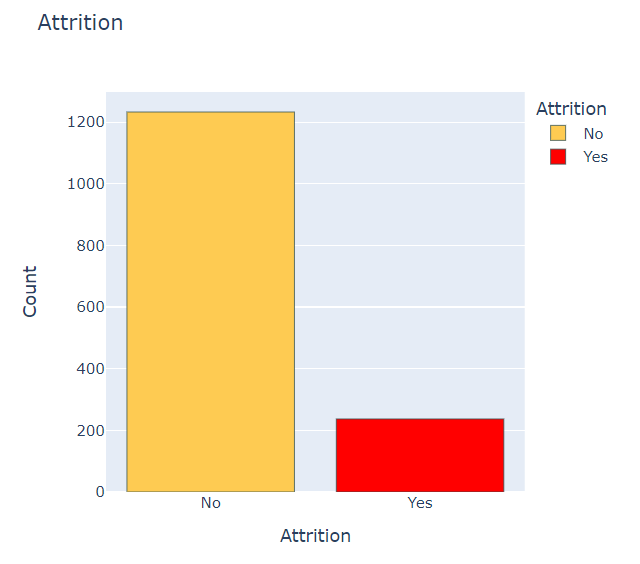 Attrition
1200
1000
800
600
400
200
0
Count
No
Yes
Attrition
Attrition
No
Yes